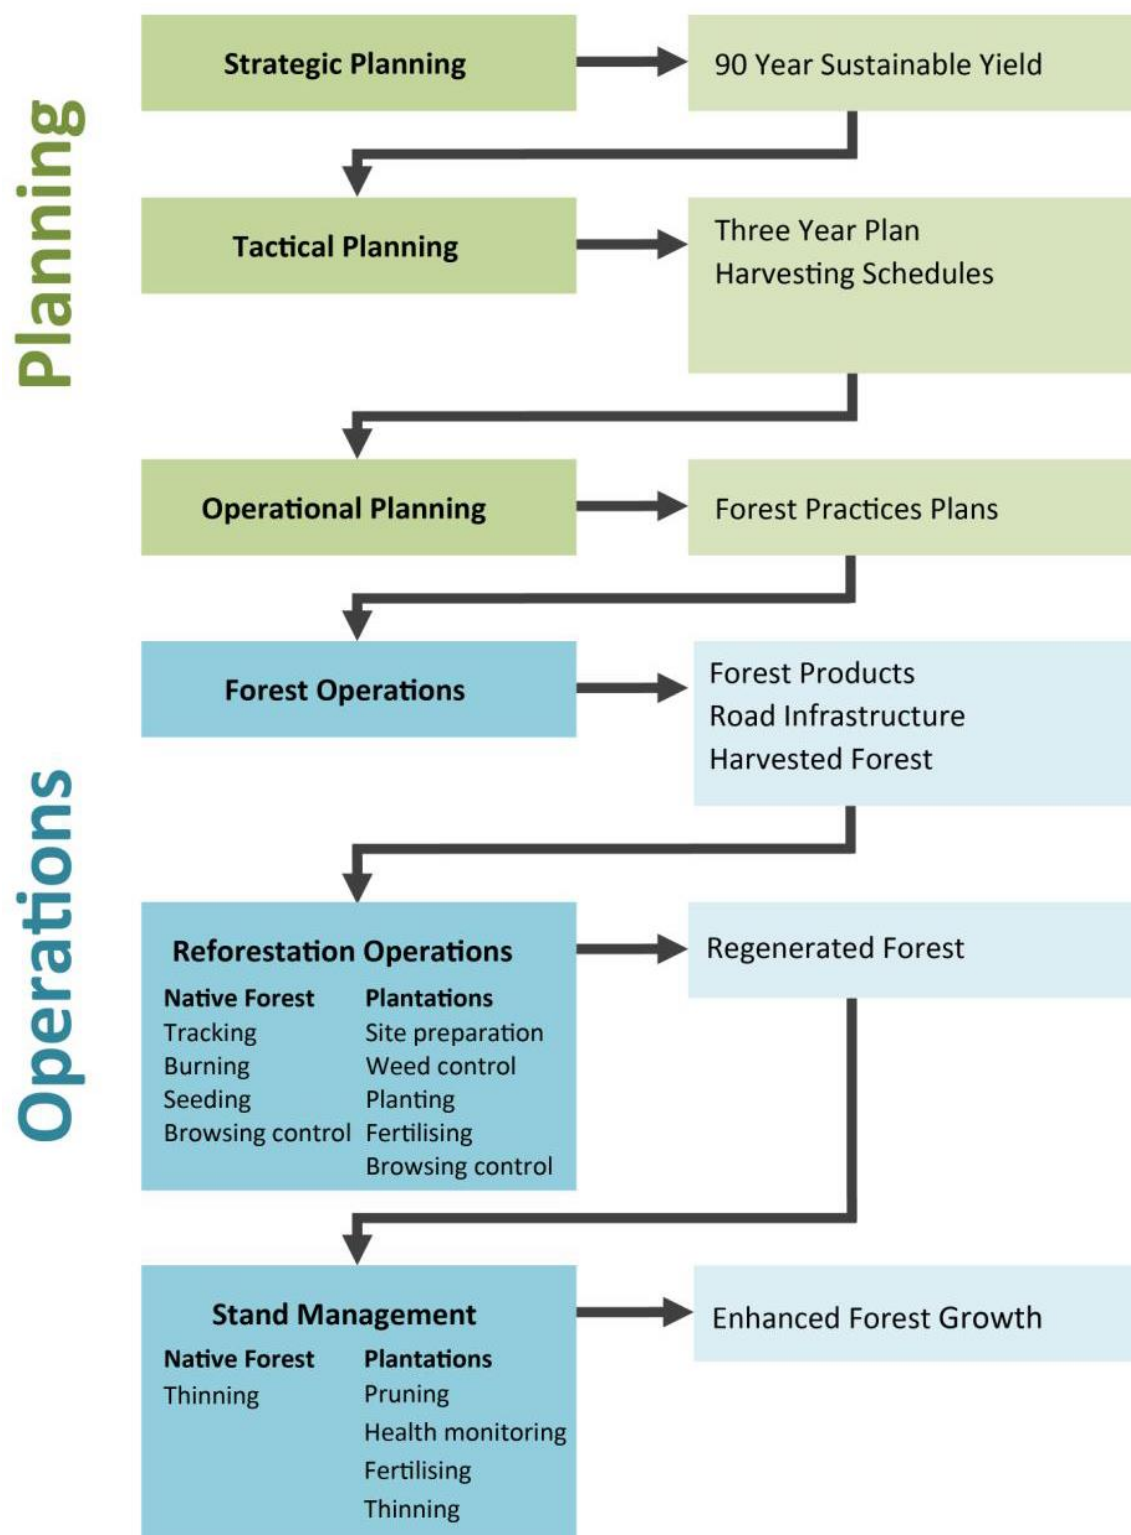 Planning
Strategic Planning
90 Year Sustainable Yield
Tactical Planning
Three Year Plan
Harvesting Schedules
Operational Planning
Forest Practices Plans
Operations
Forest Operations
Forest Products
Road Infrastructure
Harvested Forest
Reforestation Operations
Native Forest
Tracking
Burning
Seeding
Browsing control
Plantations
Site preparation
Weed control
Planting
Fertilising
Browsing control
Regenerated Forest
Stand Management
Native Forest
Thinning
Plantations
Pruning
Health monitoring
Fertilising
Thinning
Enhanced Forest Growth